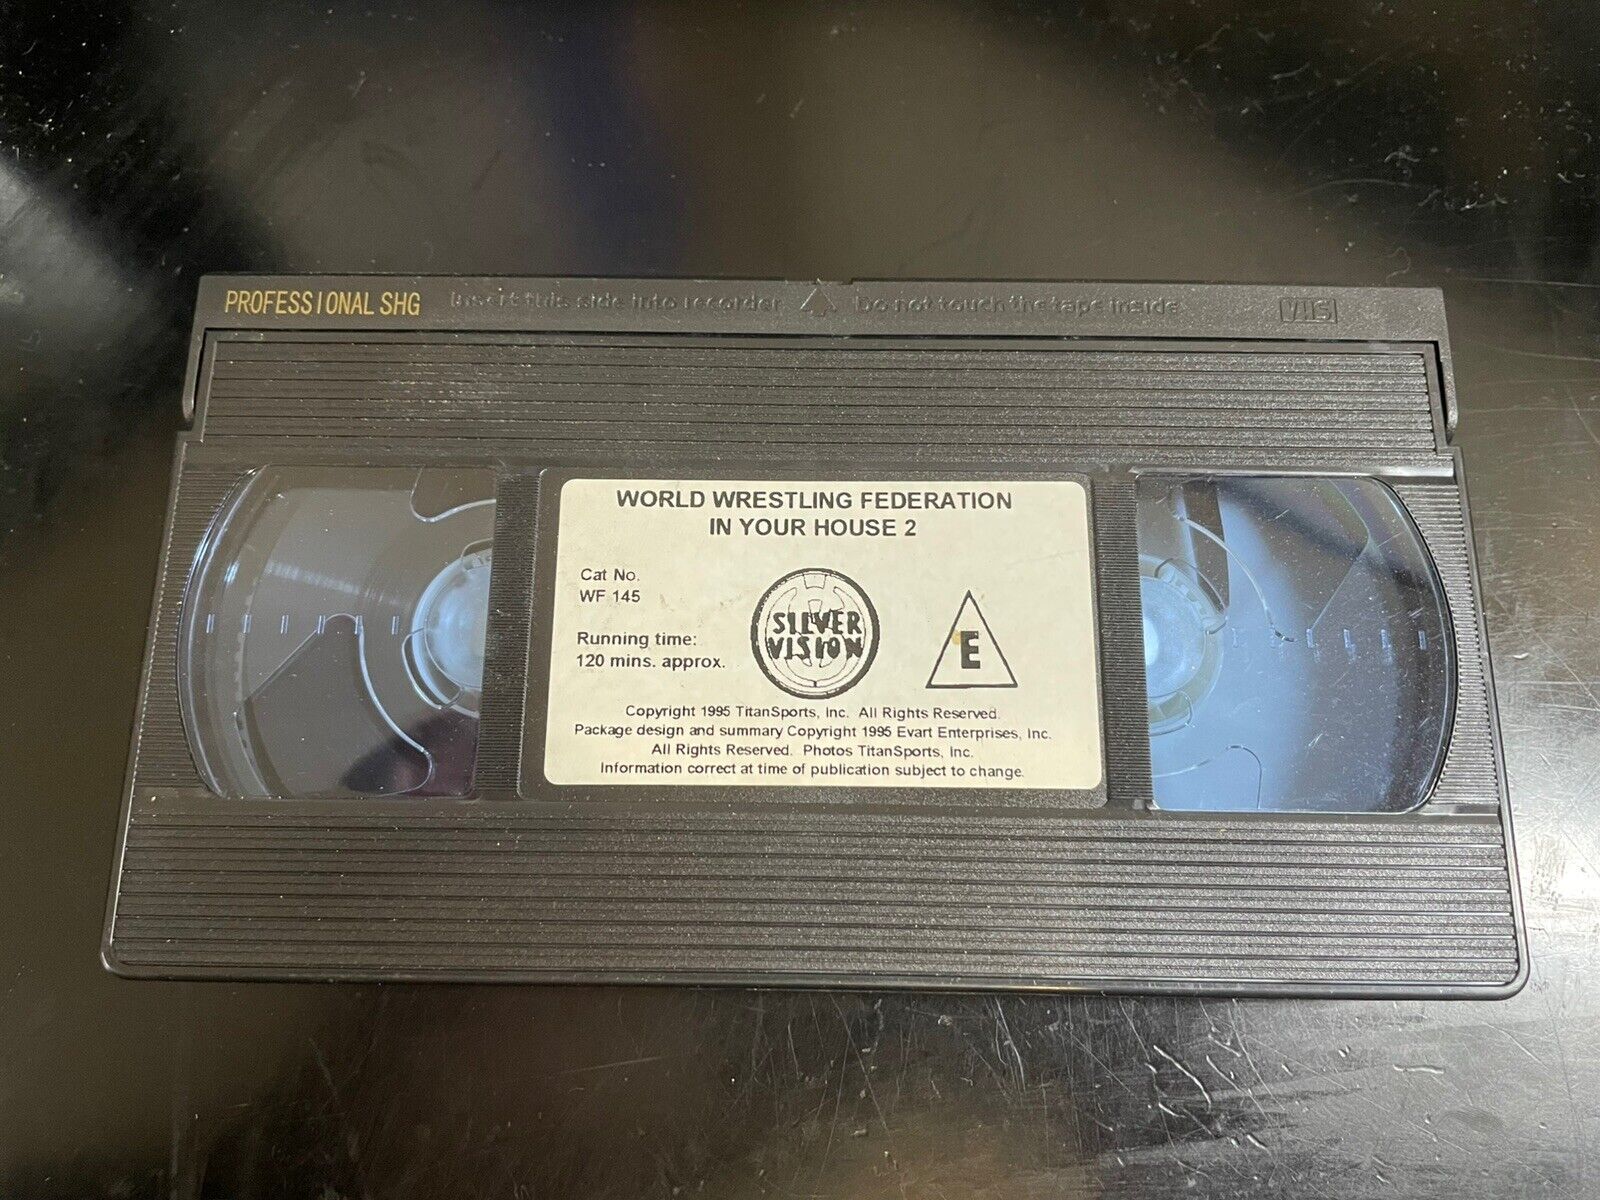 PROFESSIONAL SHG Insert this side into recorder Do not touch the tape inside VHS
WORLD WRESTLING FEDERATION
IN YOUR HOUSE 2
Cat No.
WF 145
Running time:
120 mins. approx.
SILVER
VISION
E
Copyright 1995 TitanSports, Inc. All Rights Reserved.
Package design and summary Copyright 1995 Evart Enterprises, Inc.
All Rights Reserved. Photos TitanSports, Inc.
Information correct at time of publication subject to change.